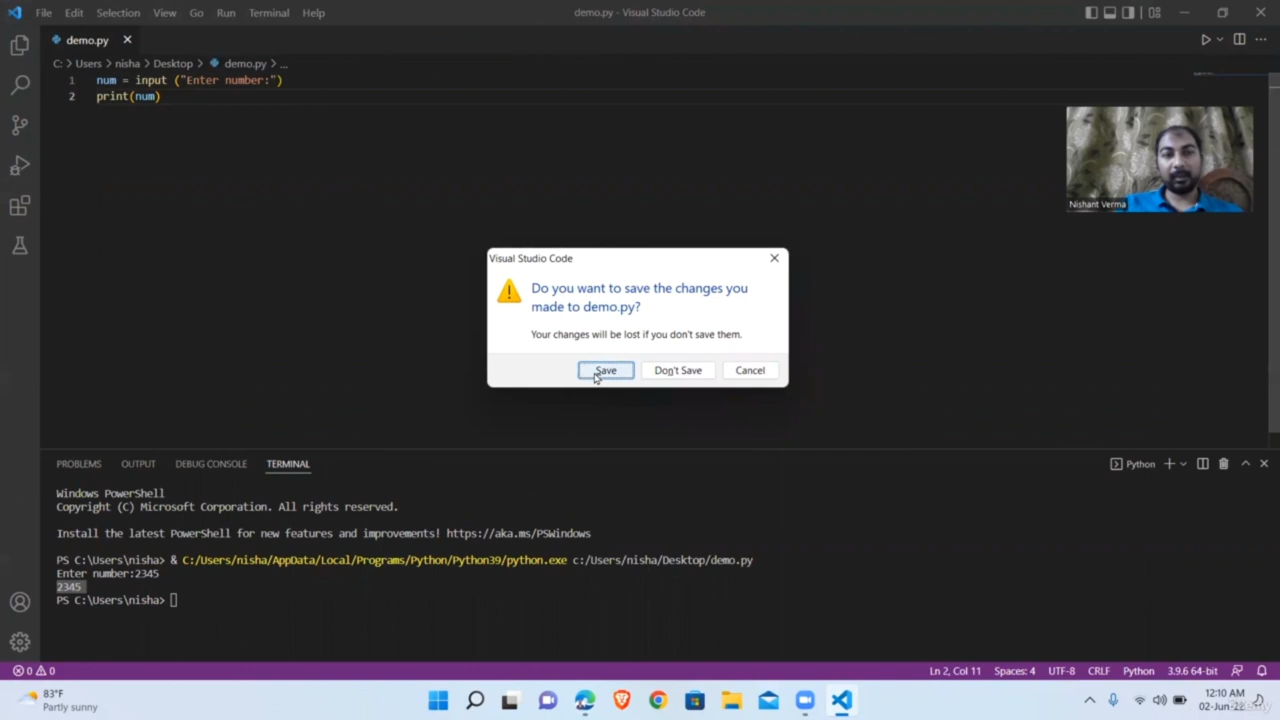 File Edit Selection View Go Run Terminal Help
demo.py - Visual Studio Code
demo.py
C: > Users > nisha > Desktop > demo.py > ...
1 num = input ("Enter number:")
2 print(num)
Nishant Verma
Visual Studio Code
Do you want to save the changes you
made to demo.py?
Your changes will be lost if you don't save them.
Save Don't Save Cancel
PROBLEMS OUTPUT DEBUG CONSOLE TERMINAL
Python
Windows PowerShell
Copyright (C) Microsoft Corporation. All rights reserved.
Install the latest PowerShell for new features and improvements! https://aka.ms/PSWindows
PS C:\Users\nisha> & C:/Users/nisha/AppData/Local/Programs/Python/Python39/python.exe c:/Users/nisha/Desktop/demo.py
Enter number:2345
2345
PS C:\Users\nisha>
0 0
Ln 2, Col 11 Spaces: 4 UTF-8 CRLF Python 3.9.6 64-bit
83°F
Partly sunny
12:10 AM
02-Jun-22